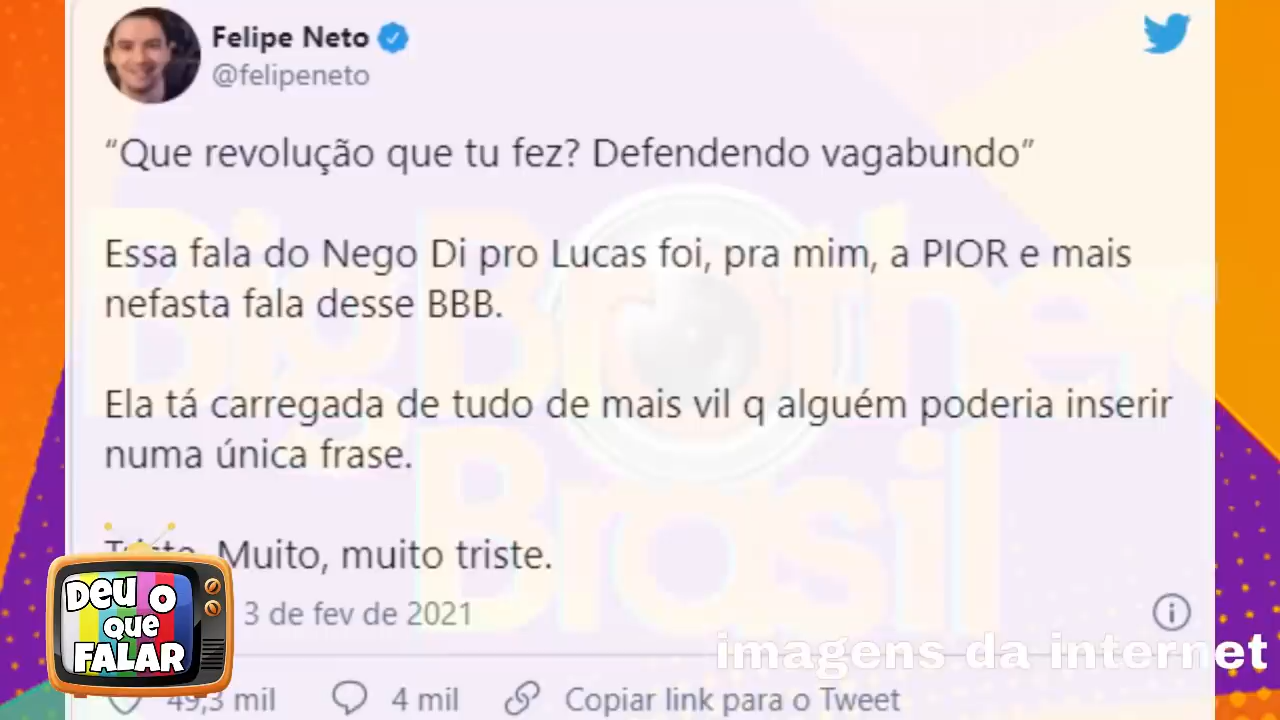 Felipe Neto
@felipeneto
“Que revolução que tu fez? Defendendo vagabundo”
Essa fala do Nego Di pro Lucas foi, pra mim, a PIOR e mais
nefasta fala desse BBB.
Ela tá carregada de tudo de mais vil q alguém poderia inserir
numa única frase.
Triste. Muito, muito triste.
3 de fev de 2021
49,3 mil 4 mil Copiar link para o Tweet
Big Brother
Brasil
DEU O
QUE
FALAR
imagens da internet